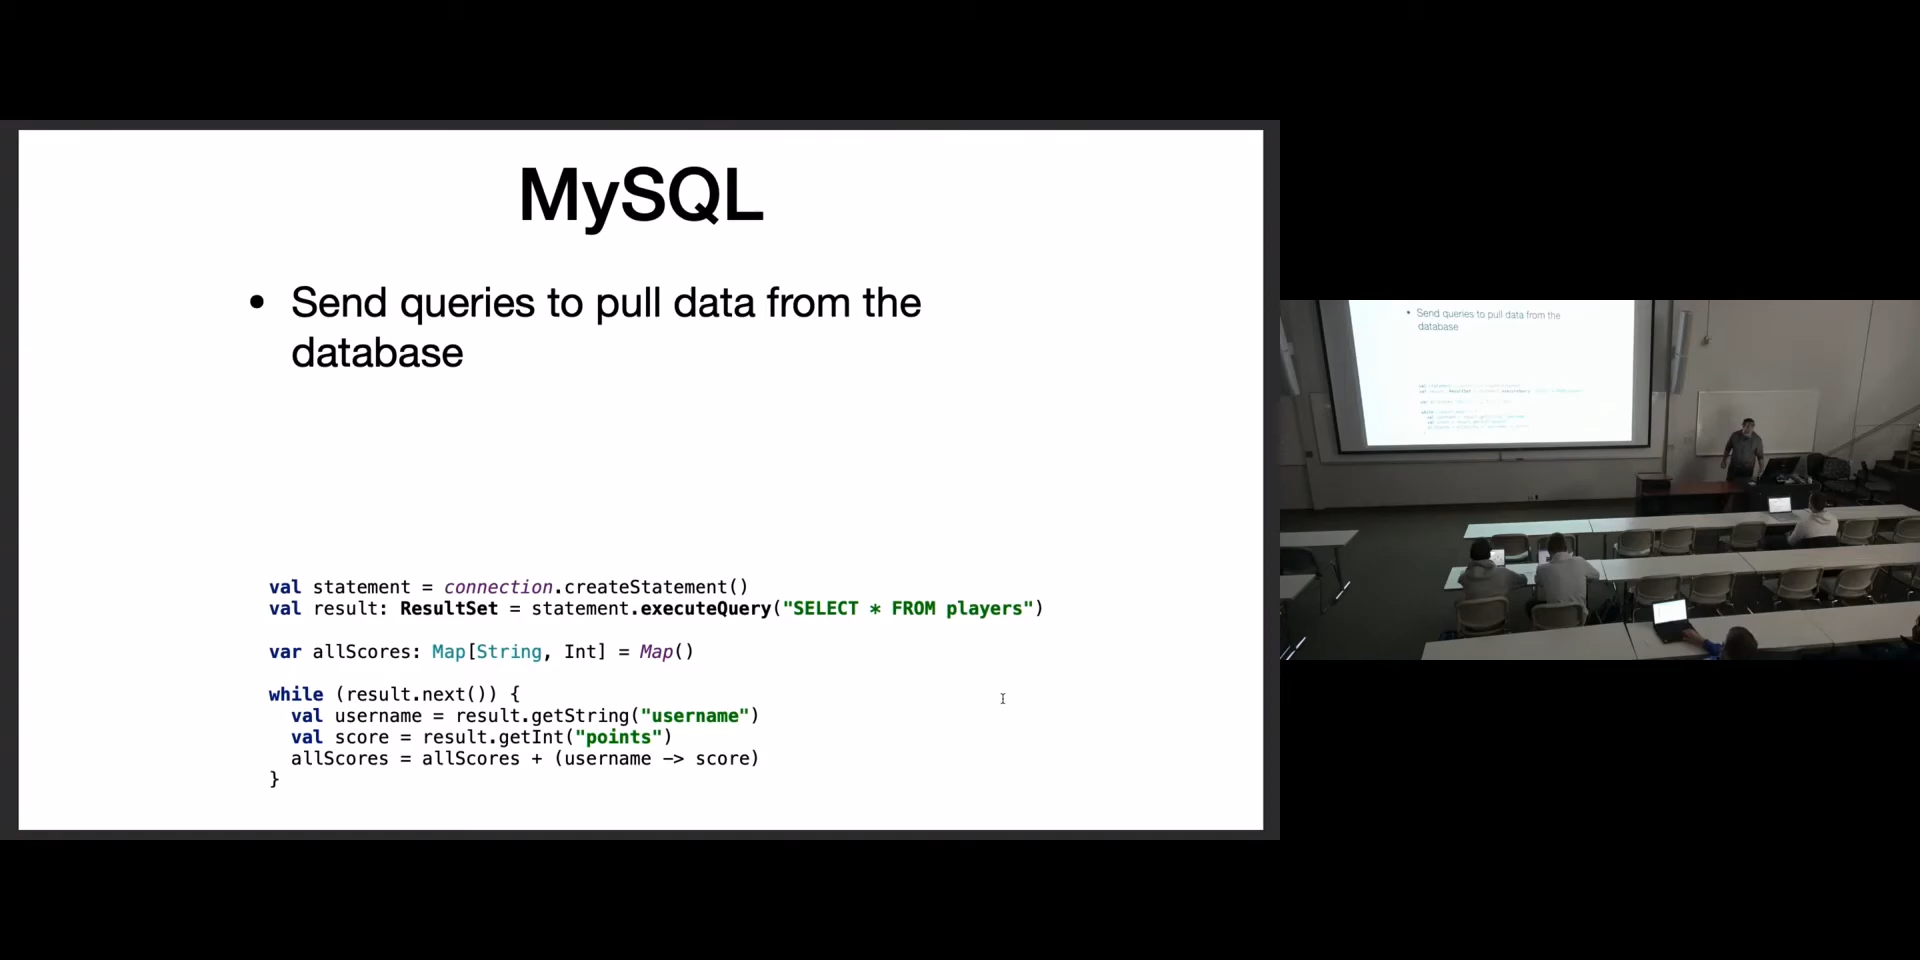 MySQL
• Send queries to pull data from the
database
val statement = connection.createStatement()
val result: ResultSet = statement.executeQuery("SELECT * FROM players")
var allScores: Map[String, Int] = Map()
while (result.next()) {
val username = result.getString("username")
val score = result.getInt("points")
allScores = allScores + (username -> score)
}
• Send queries to pull data from the
database